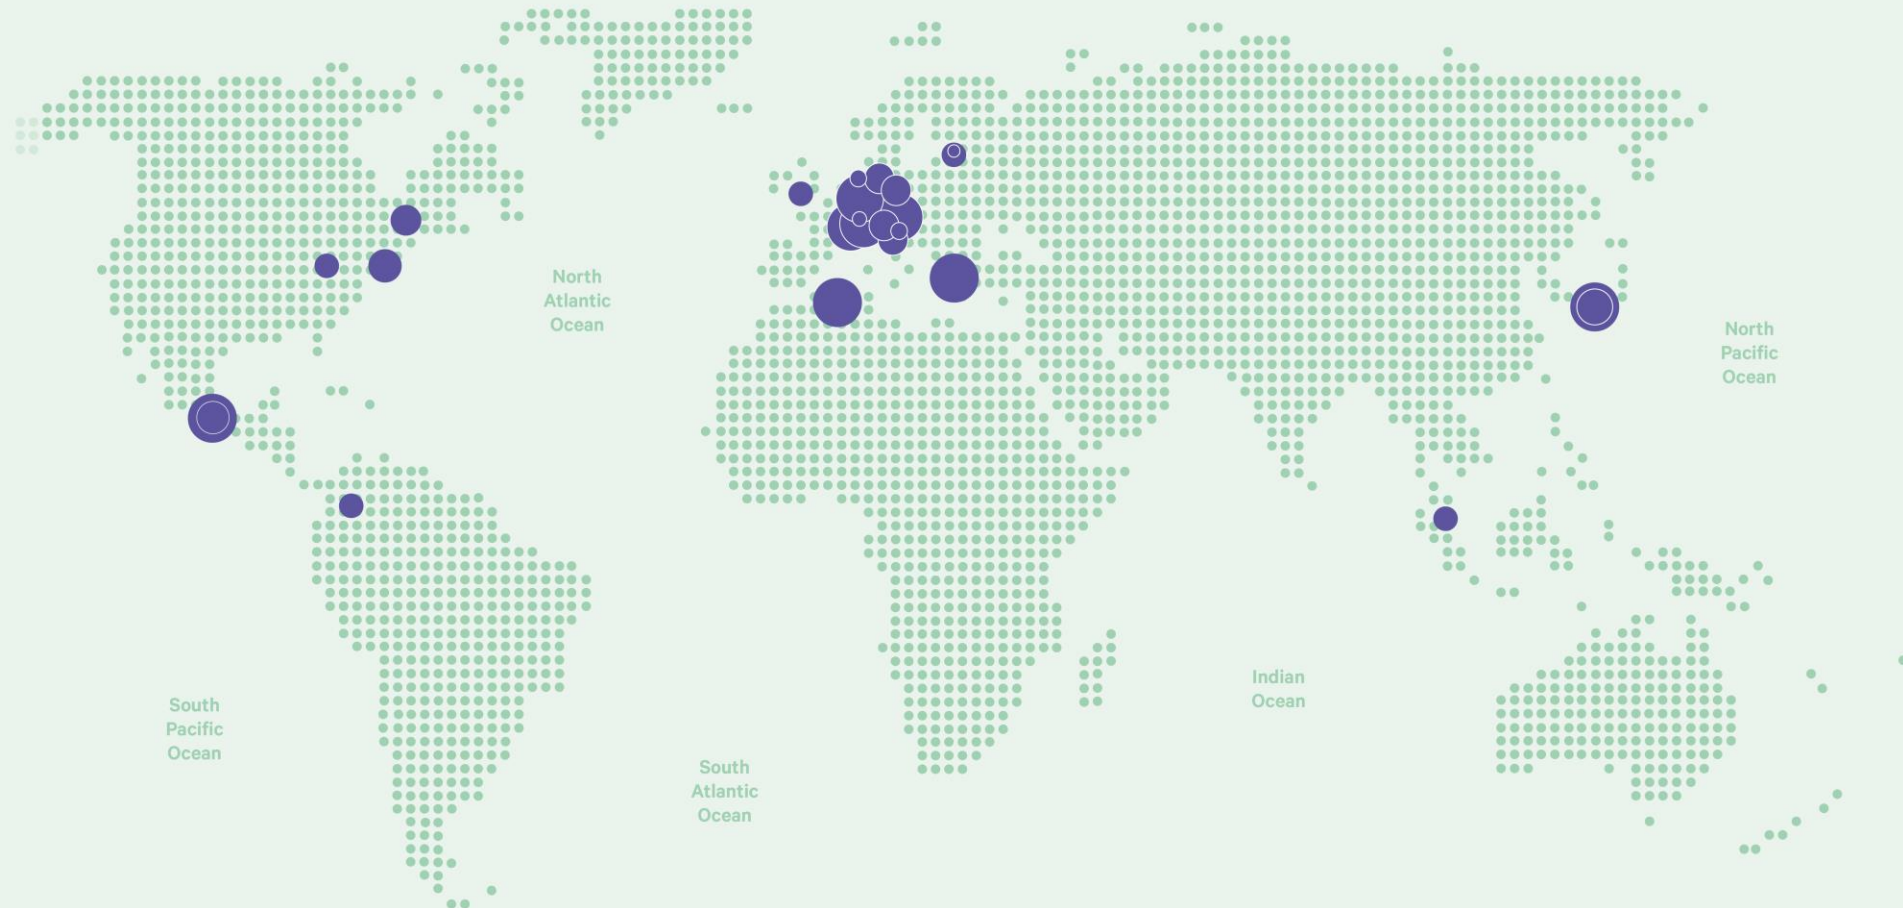 North
Atlantic
Ocean
North
Pacific
Ocean
Indian
Ocean
South
Pacific
Ocean
South
Atlantic
Ocean